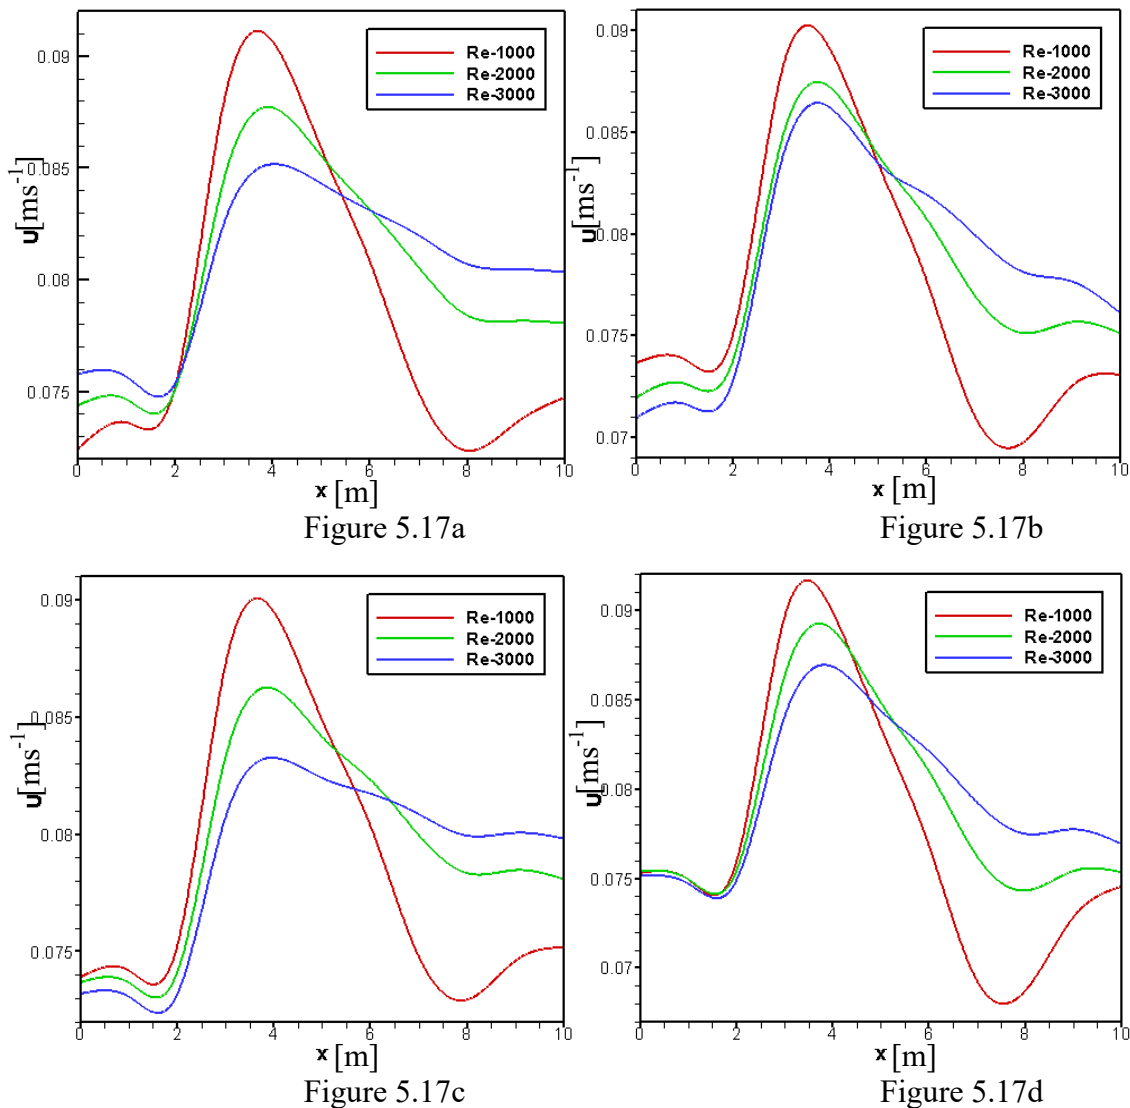 Re-1000
Re-2000
Re-3000
0.09
0.085
0.08
0.075
u[ms-1]
0 2 4 6 8 10
x [m]
Figure 5.17a
Re-1000
Re-2000
Re-3000
0.09
0.085
0.08
0.075
0.07
u[ms-1]
0 2 4 6 8 10
x [m]
Figure 5.17b
Re-1000
Re-2000
Re-3000
0.09
0.085
0.08
0.075
u[ms-1]
0 2 4 6 8 10
x [m]
Figure 5.17c
Re-1000
Re-2000
Re-3000
0.09
0.085
0.08
0.075
0.07
u[ms-1]
0 2 4 6 8 10
x [m]
Figure 5.17d